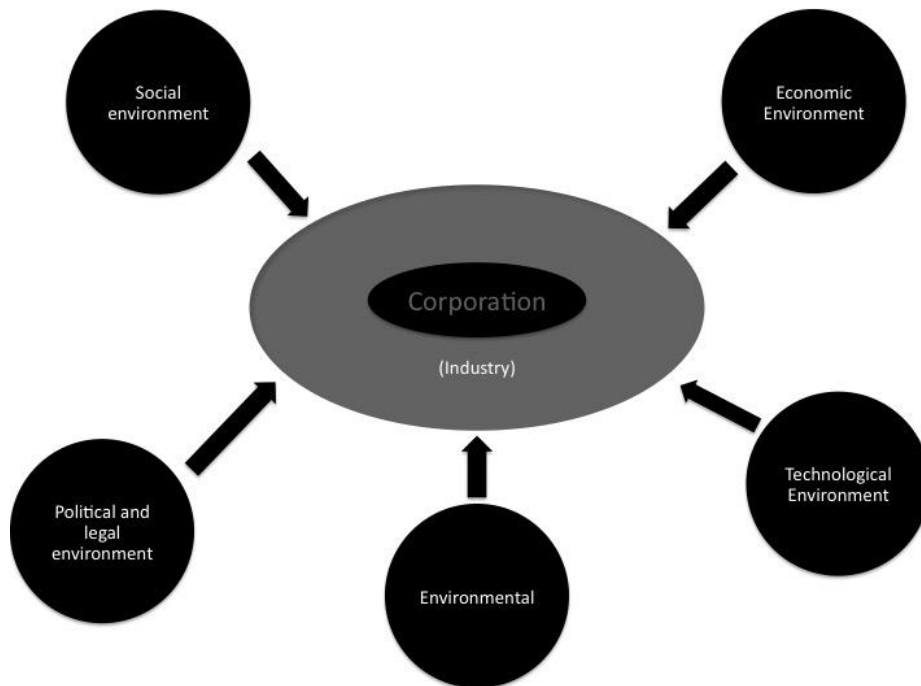 Social
environment
Economic
Environment
Corporation
(Industry)
Political and
legal
environment
Environmental
Technological
Environment